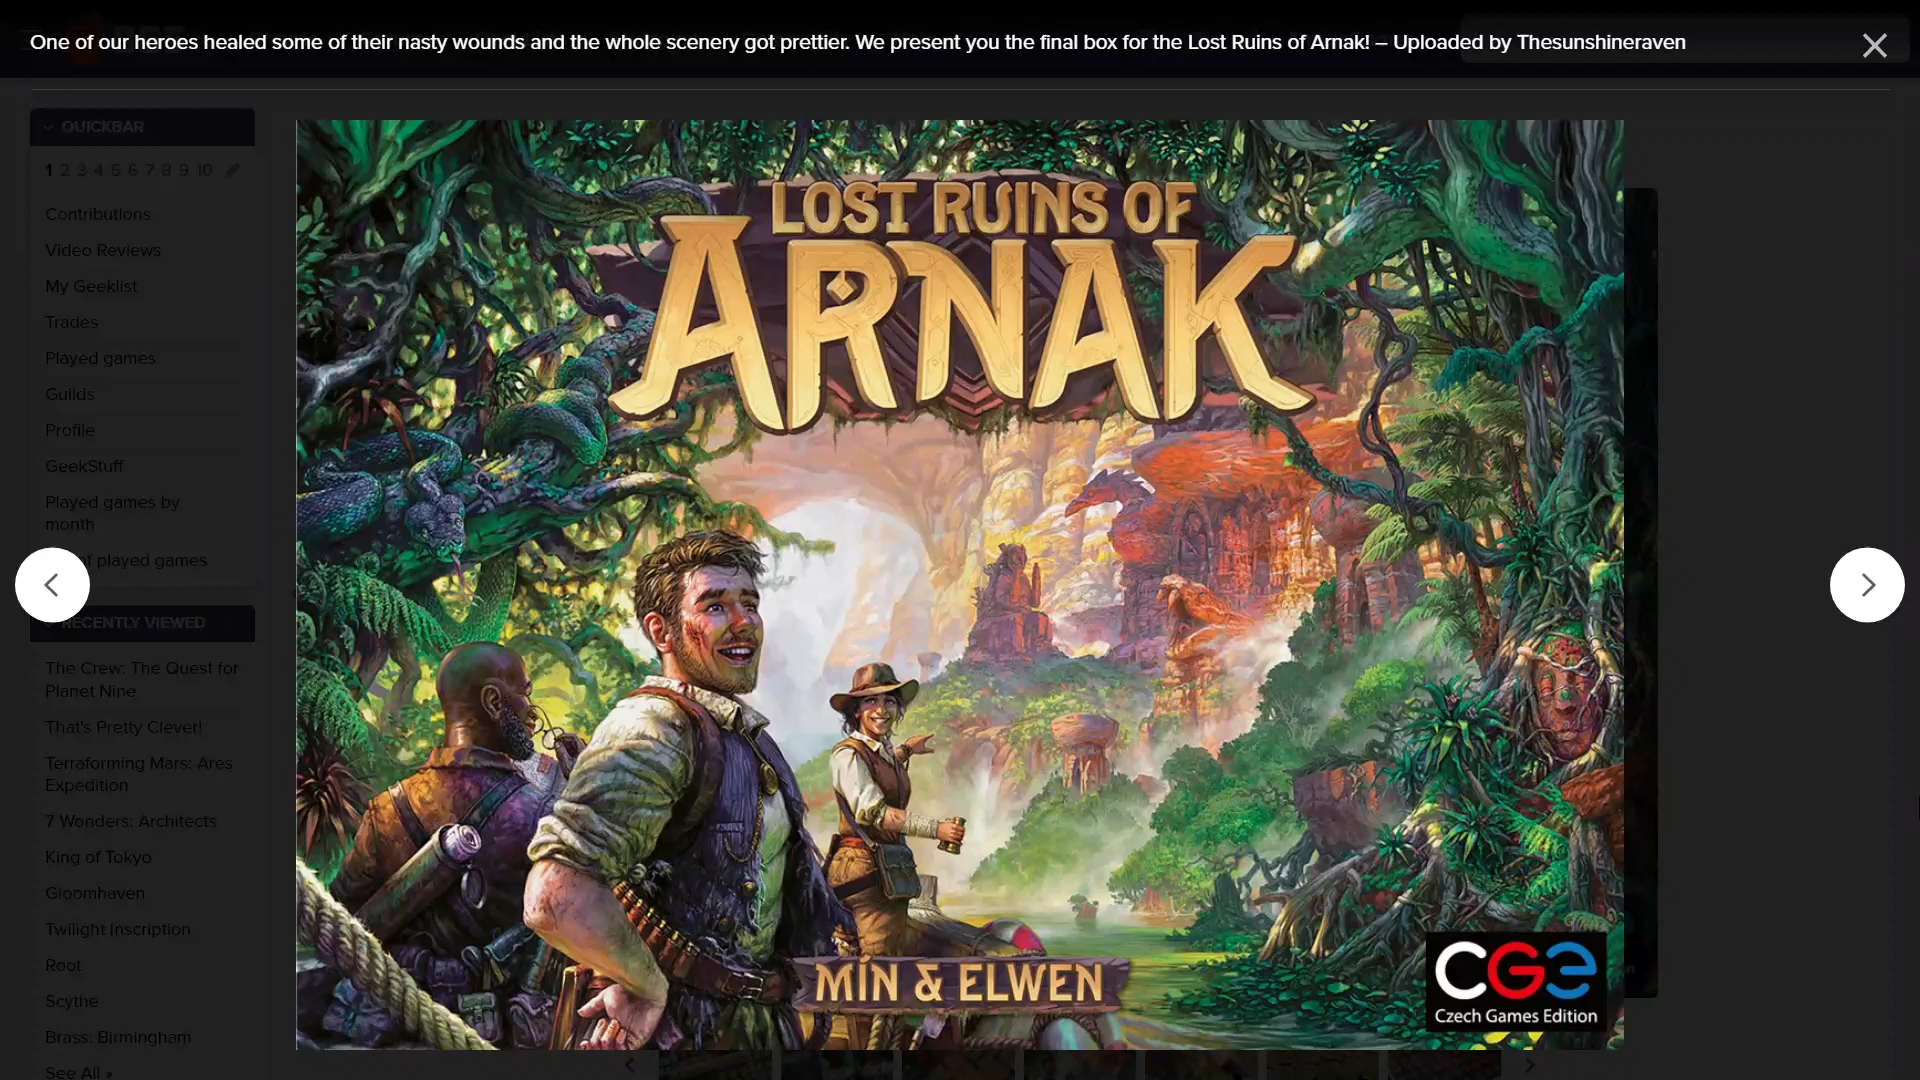 One of our heroes healed some of their nasty wounds and the whole scenery got prettier. We present you the final box for the Lost Ruins of Arnak! – Uploaded by Thesunshineraven
QUICKBAR
1 2 3 4 5 6 7 8 9 10
Contributions
Video Reviews
My Geeklist
Trades
Played games
Guilds
Profile
GeekStuff
Played games by
month
of played games
RECENTLY VIEWED
The Crew: The Quest for
Planet Nine
That's Pretty Clever!
Terraforming Mars: Ares
Expedition
7 Wonders: Architects
King of Tokyo
Gloomhaven
Twilight Inscription
Root
Scythe
Brass: Birmingham
See All »
LOST RUINS OF
ARNAK
MÍN & ELWEN
CGE
Czech Games Edition